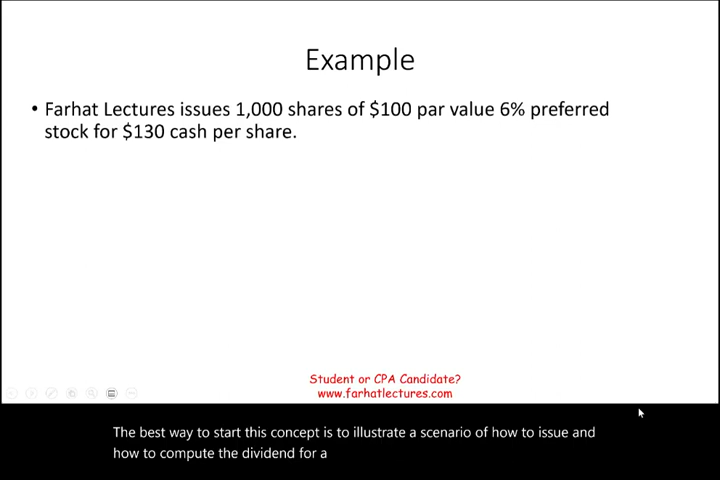 Example
• Farhat Lectures issues 1,000 shares of $100 par value 6% preferred
stock for $130 cash per share.
Student or CPA Candidate?
www.farhatlectures.com
The best way to start this concept is to illustrate a scenario of how to issue and
how to compute the dividend for a